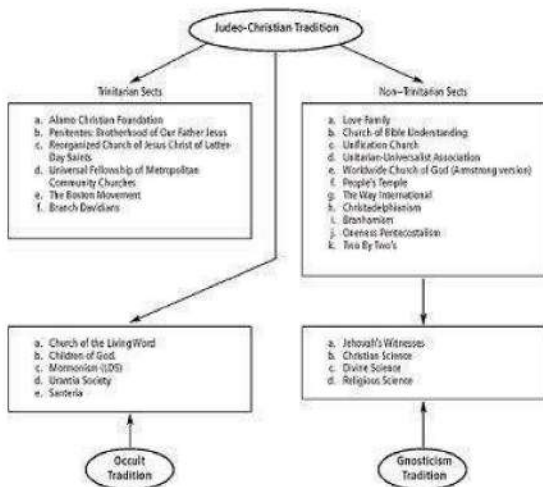 Judeo-Christian Tradition
Trinitarian Sects
a. Alamo Christian Foundation
b. Penitentes: Brotherhood of Our Father Jesus
c. Reorganized Church of Jesus Christ of Latter-
Day Saints
d. Universal Fellowship of Metropolitan
Community Churches
e. The Boston Movement
f. Branch Davidians
Non-Trinitarian Sects
a. Love Family
b. Church of Bible Understanding
c. Unification Church
d. Unitarian-Universalist Association
e. Worldwide Church of God (Armstrong version)
f. People's Temple
g. The Way International
h. Christadelphianism
i. Branhamism
j. Oneness Pentecostalism
k. Two By Two's
a. Church of the Living Word
b. Children of God.
c. Mormonism (LDS)
d. Urantia Society
e. Santeria
a. Jehovah's Witnesses
b. Christian Science
c. Divine Science
d. Religious Science
Occult
Tradition
Gnosticism
Tradition